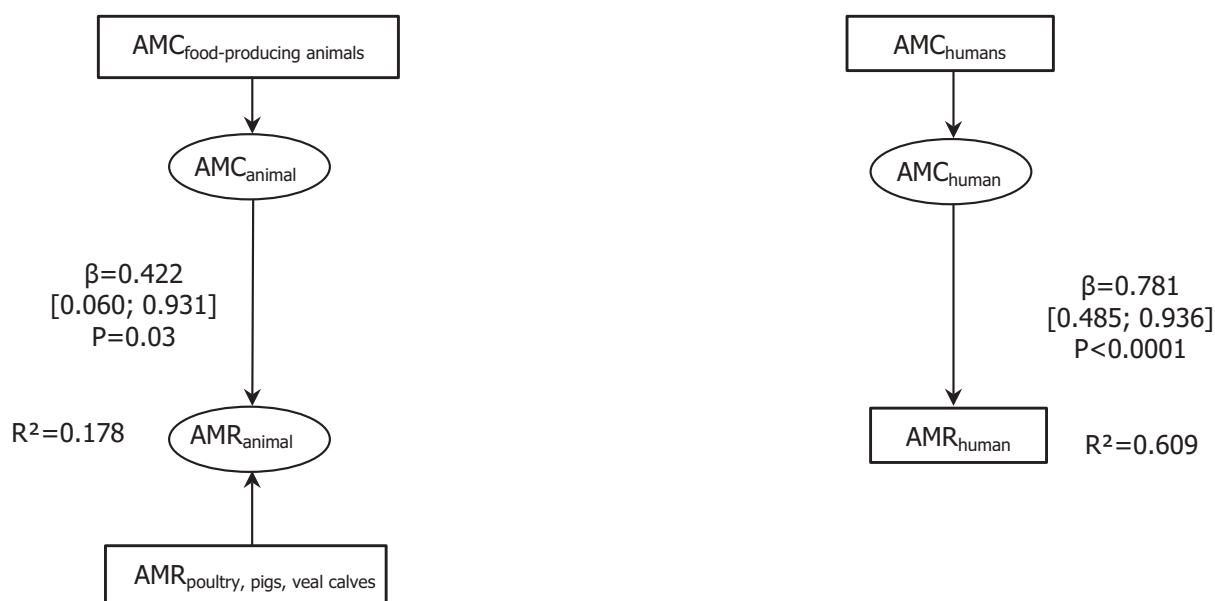 AMCfood-producing animals
AMCanimal
β=0.422
[0.060; 0.931]
P=0.03
R²=0.178
AMRanimal
AMRpoultry, pigs, veal calves
AMChumans
AMChuman
β=0.781
[0.485; 0.936]
P<0.0001
AMRhuman
R²=0.609